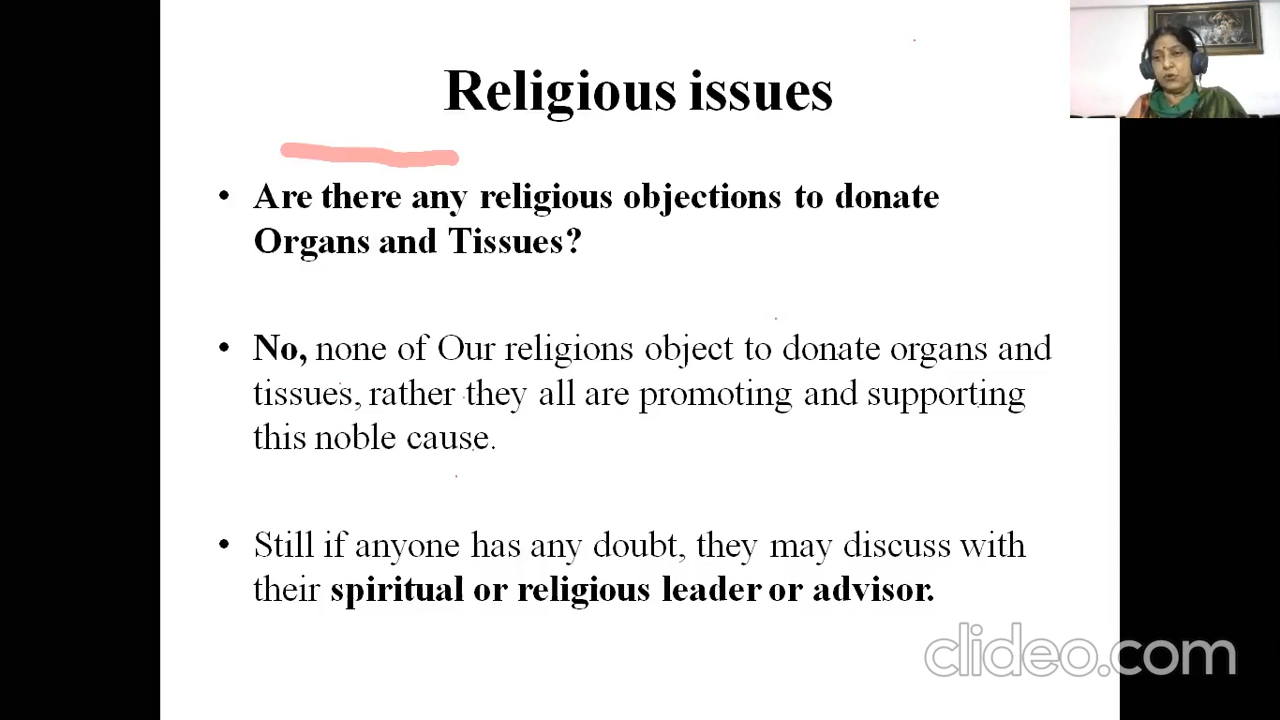 Religious issues
• Are there any religious objections to donate
Organs and Tissues?
• No, none of Our religions object to donate organs and
tissues, rather they all are promoting and supporting
this noble cause.
• Still if anyone has any doubt, they may discuss with
their spiritual or religious leader or advisor.
clideo.com